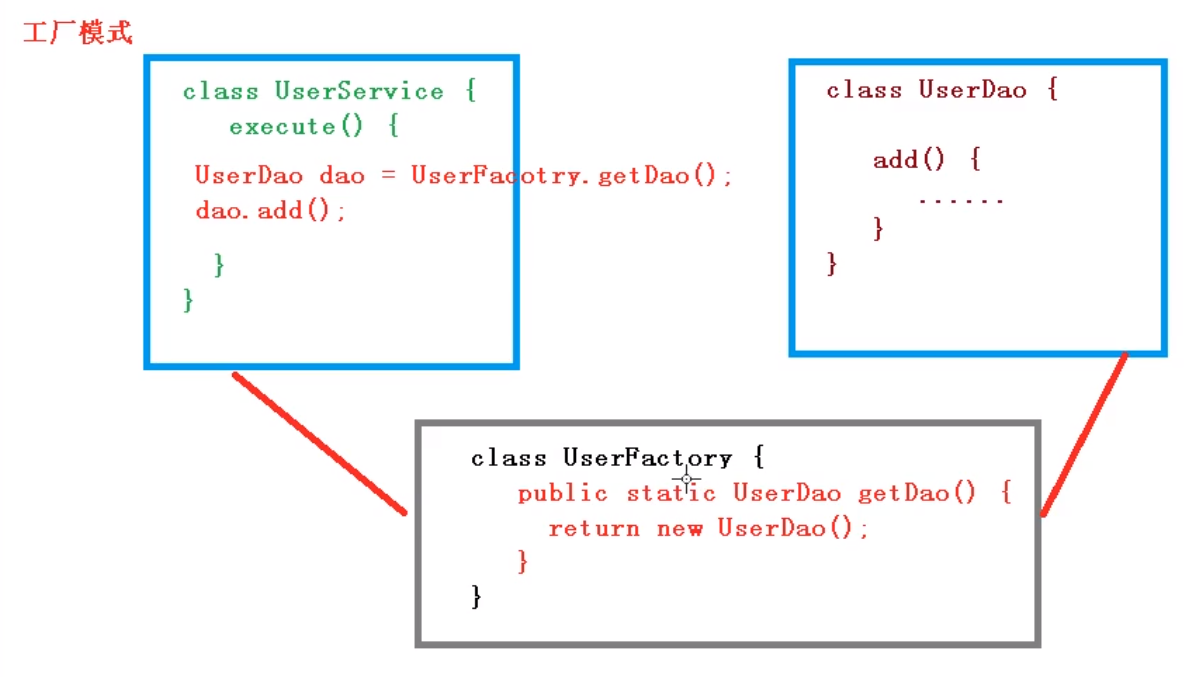 工厂模式
class UserService {
execute() {
UserDao dao = UserFacotry.getDao();
dao.add();
}
}
class UserDao {
add() {
......
}
}
class UserFactory {
public static UserDao getDao() {
return new UserDao();
}
}